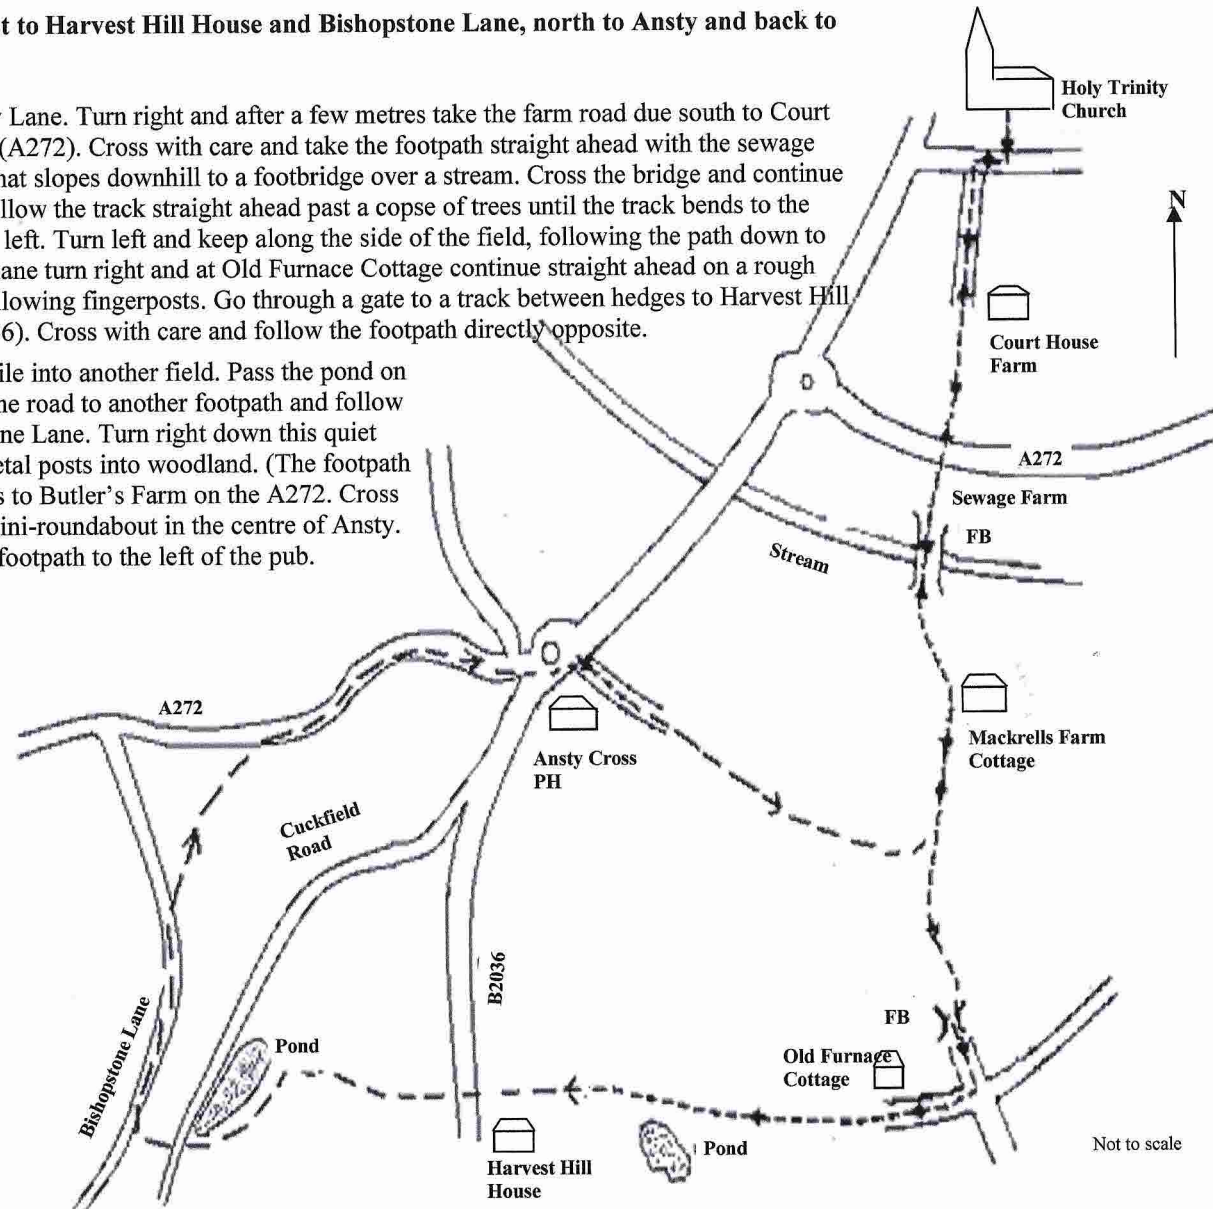 t to Harvest Hill House and Bishopstone Lane, north to Ansty and back to
Lane. Turn right and after a few metres take the farm road due south to Court
(A272). Cross with care and take the footpath straight ahead with the sewage
hat slopes downhill to a footbridge over a stream. Cross the bridge and continue
llow the track straight ahead past a copse of trees until the track bends to the
left. Turn left and keep along the side of the field, following the path down to
ane turn right and at Old Furnace Cottage continue straight ahead on a rough
llowing fingerposts. Go through a gate to a track between hedges to Harvest Hill
6). Cross with care and follow the footpath directly opposite.
ile into another field. Pass the pond on
ne road to another footpath and follow
ne Lane. Turn right down this quiet
etal posts into woodland. (The footpath
s to Butler's Farm on the A272. Cross
ini-roundabout in the centre of Ansty.
footpath to the left of the pub.
Holy Trinity
Church
N
Court House
Farm
A272
Sewage Farm
FB
Stream
A272
Ansty Cross
PH
Mackrells Farm
Cottage
Cuckfield
Road
B2036
Bishopstone Lane
Pond
FB
Old Furnace
Cottage
Pond
Harvest Hill
House
Not to scale